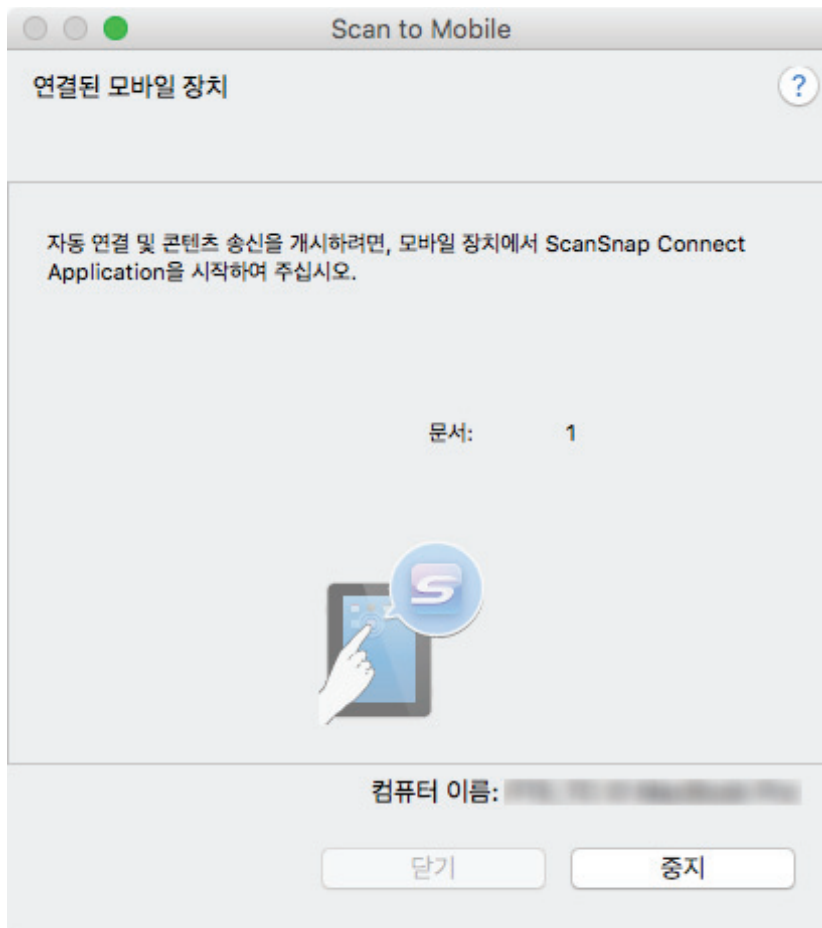 Scan to Mobile
연결된 모바일 장치
?
자동 연결 및 콘텐츠 송신을 개시하려면, 모바일 장치에서 ScanSnap Connect
Application을 시작하여 주십시오.
문서: 1
S
컴퓨터 이름:
닫기 중지